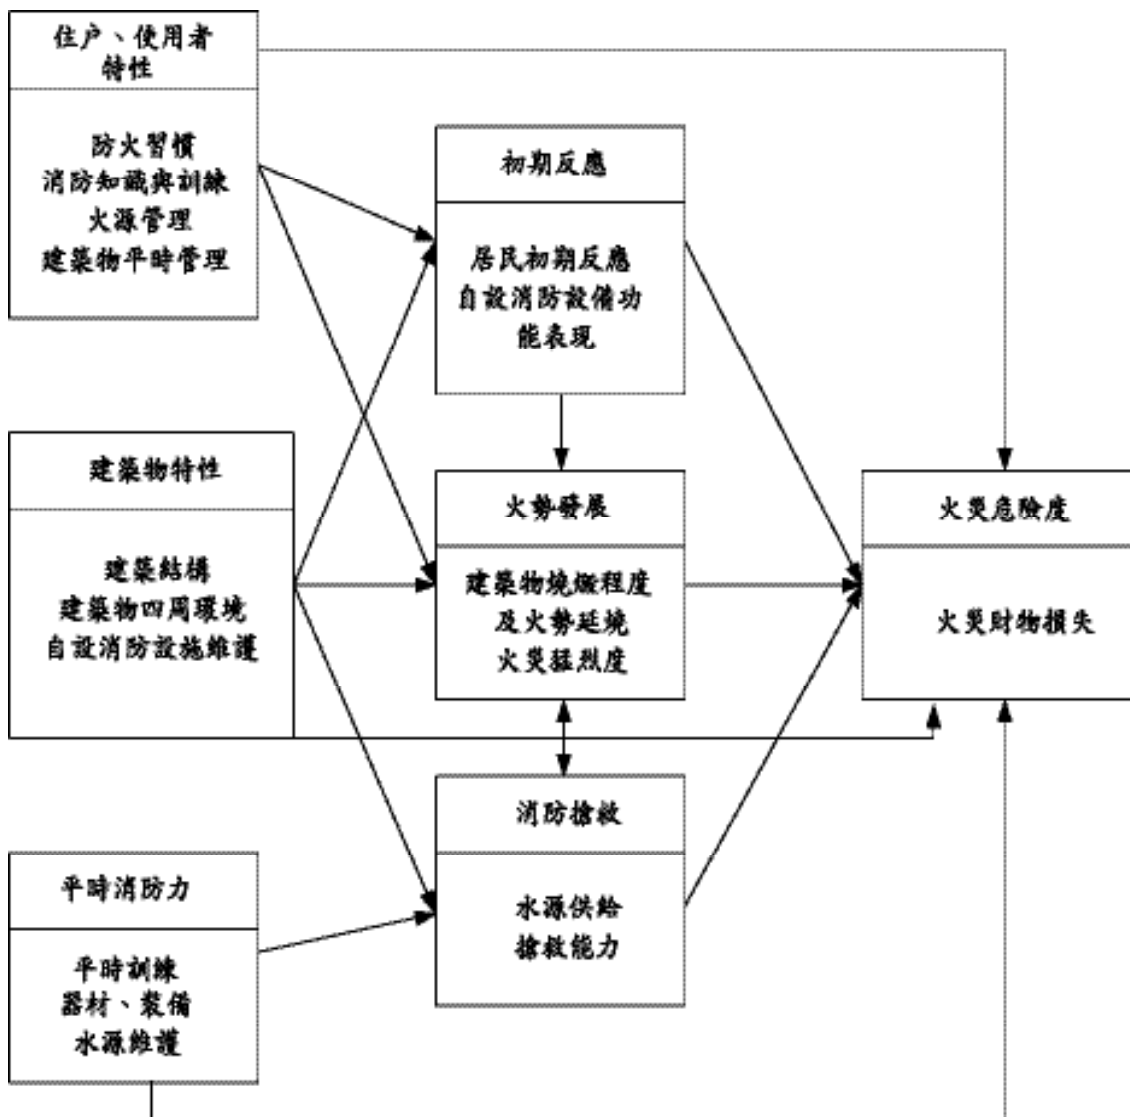 住戶、使用者
特性
防火習慣
消防知識與訓練
火源管理
建築物平時管理
初期反應
居民初期反應
自設消防設備功
能表現
建築物特性
建築結構
建築物四周環境
自設消防設施維護
火勢發展
建築物燒燬程度
及火勢延燒
火災猛烈度
火災危險度
火災財物損失
消防搶救
水源供給
搶救能力
平時消防力
平時訓練
器材、裝備
水源維護